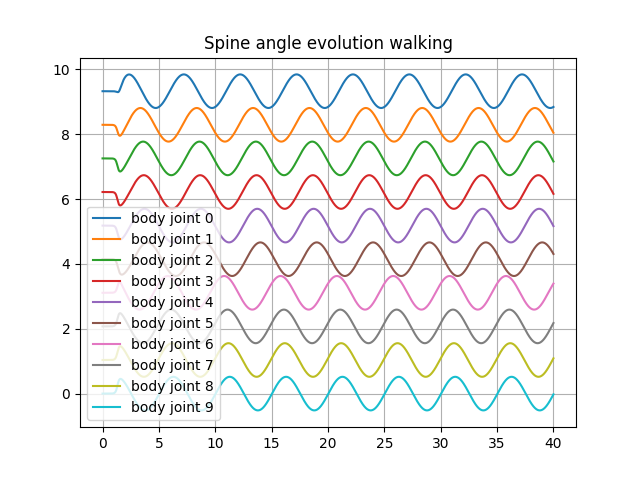 Spine angle evolution walking
10
8
6
4
2
0
body joint 0
body joint 1
body joint 2
body joint 3
body joint 4
body joint 5
body joint 6
body joint 7
body joint 8
body joint 9
0 5 10 15 20 25 30 35 40